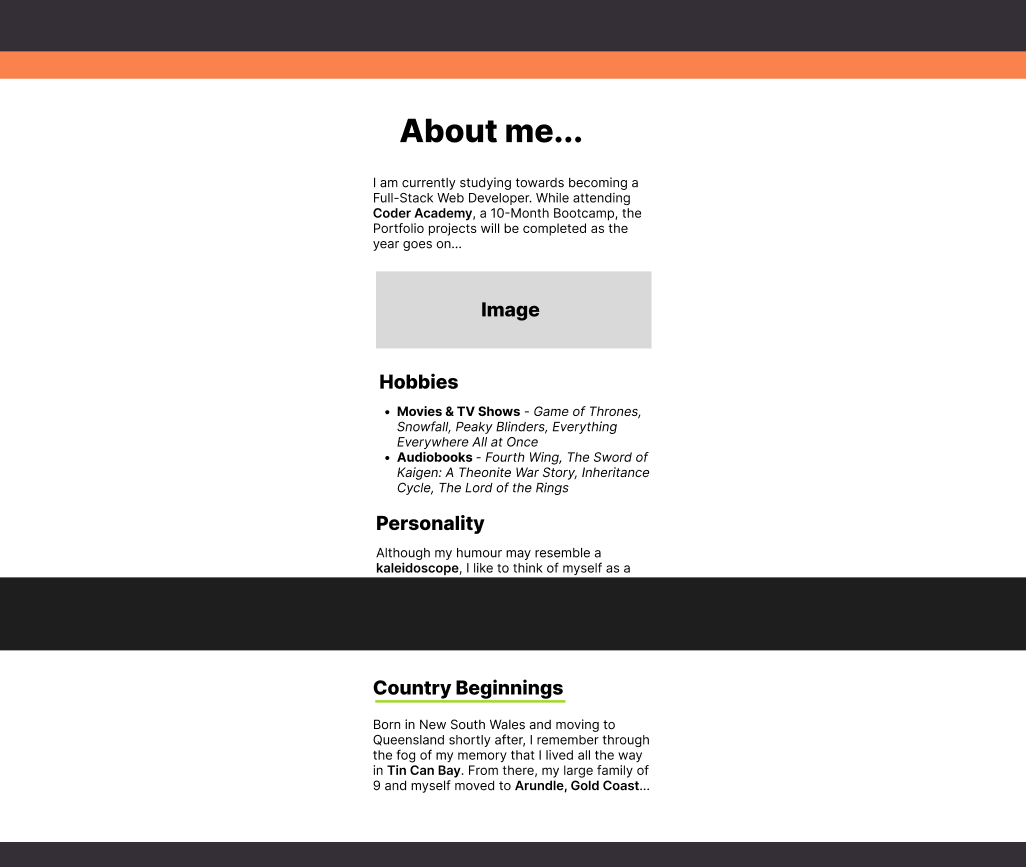 About me...
I am currently studying towards becoming a
Full-Stack Web Developer. While attending
Coder Academy, a 10-Month Bootcamp, the
Portfolio projects will be completed as the
year goes on...
Image
Hobbies
• Movies & TV Shows - Game of Thrones,
Snowfall, Peaky Blinders, Everything
Everywhere All at Once
• Audiobooks - Fourth Wing, The Sword of
Kaigen: A Theonite War Story, Inheritance
Cycle, The Lord of the Rings
Personality
Although my humour may resemble a
kaleidoscope, I like to think of myself as a
Country Beginnings
Born in New South Wales and moving to
Queensland shortly after, I remember through
the fog of my memory that I lived all the way
in Tin Can Bay. From there, my large family of
9 and myself moved to Arundle, Gold Coast...